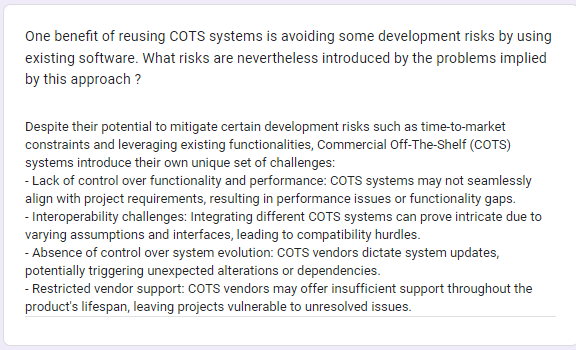 One benefit of reusing COTS systems is avoiding some development risks by using
existing software. What risks are nevertheless introduced by the problems implied
by this approach ?
Despite their potential to mitigate certain development risks such as time-to-market
constraints and leveraging existing functionalities, Commercial Off-The-Shelf (COTS)
systems introduce their own unique set of challenges:
- Lack of control over functionality and performance: COTS systems may not seamlessly
align with project requirements, resulting in performance issues or functionality gaps.
- Interoperability challenges: Integrating different COTS systems can prove intricate due to
varying assumptions and interfaces, leading to compatibility hurdles.
- Absence of control over system evolution: COTS vendors dictate system updates,
potentially triggering unexpected alterations or dependencies.
- Restricted vendor support: COTS vendors may offer insufficient support throughout the
product's lifespan, leaving projects vulnerable to unresolved issues.